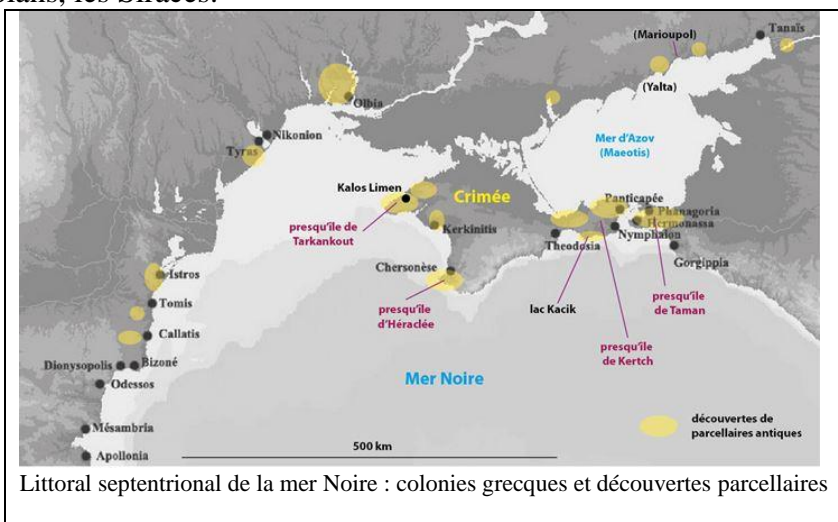 lans, les Siraces.
(Marioupol)
Tanaïs
(Yalta)
Olbia
Nikonion
Tyras
Mer d'Azov
(Maeotis)
Kalos Limen
Crimée
Panticapée
Phanagoria
Hermonassa
presqu'île de
Tarkankout
Kerkinitis
Theodosia
Nymphaion
Gorgippia
Istros
Chersonèse
Tomis
presqu'île
d'Héraclée
lac Kacik
presqu'île
de Taman
Callatis
presqu'île
de Kertch
Dionysopolis
Bizoné
Odessos
Mer Noire
Mésambria
découvertes de
parcellaires antiques
500 km
Apollonia
Littoral septentrional de la mer Noire : colonies grecques et découvertes parcellaires